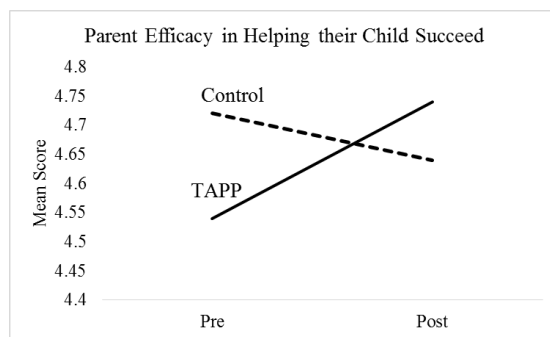 Parent Efficacy in Helping their Child Succeed
4.8
4.75
4.7
4.65
4.6
4.55
4.5
4.45
4.4
Mean Score
Control
TAPP
Pre Post